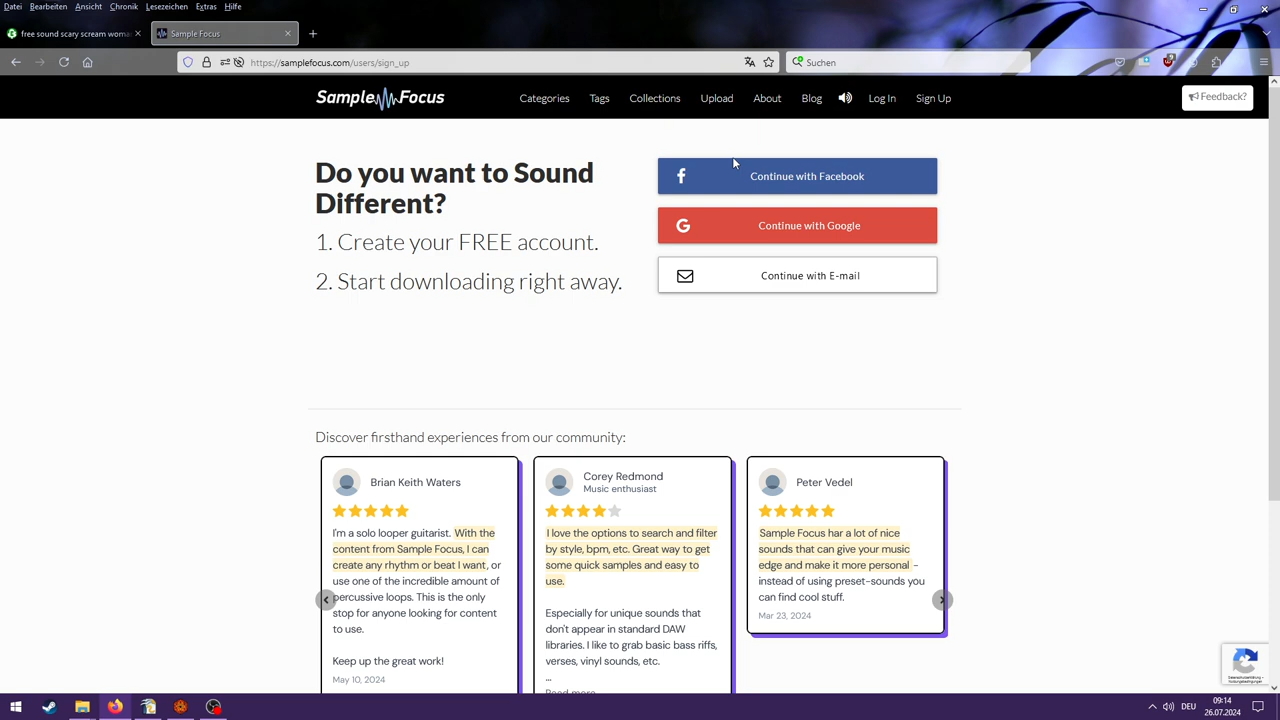 Datei Bearbeiten Ansicht Chronik Lesezeichen Extras Hilfe
free sound scary scream woma
Sample Focus
https://samplefocus.com/users/sign_up
Suchen
Sample Focus
Categories Tags Collections Upload About Blog Log In Sign Up
Feedback?
Do you want to Sound
Different?
1. Create your FREE account.
2. Start downloading right away.
Continue with Facebook
Continue with Google
Continue with E-mail
Discover firsthand experiences from our community:
Brian Keith Waters
I'm a solo looper guitarist. With the
content from Sample Focus, I can
create any rhythm or beat I want, or
use one of the incredible amount of
percussive loops. This is the only
stop for anyone looking for content
to use.
Keep up the great work!
May 10, 2024
Corey Redmond
Music enthusiast
I love the options to search and filter
by style, bpm, etc. Great way to get
some quick samples and easy to
use.
Especially for unique sounds that
don't appear in standard DAW
libraries. I like to grab basic bass riffs,
verses, vinyl sounds, etc.
...
Read more
Peter Vedel
Sample Focus har a lot of nice
sounds that can give your music
edge and make it more personal -
instead of using preset-sounds you
can find cool stuff.
Mar 23, 2024
DEU
09:14
26.07.2024